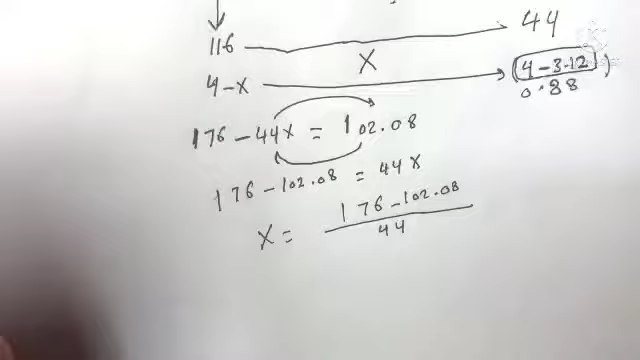 116 44
X
4-x (4-3.12)
0.88
176-44x = 102.08
176-102.08 = 44x
x = 176-102.08
44